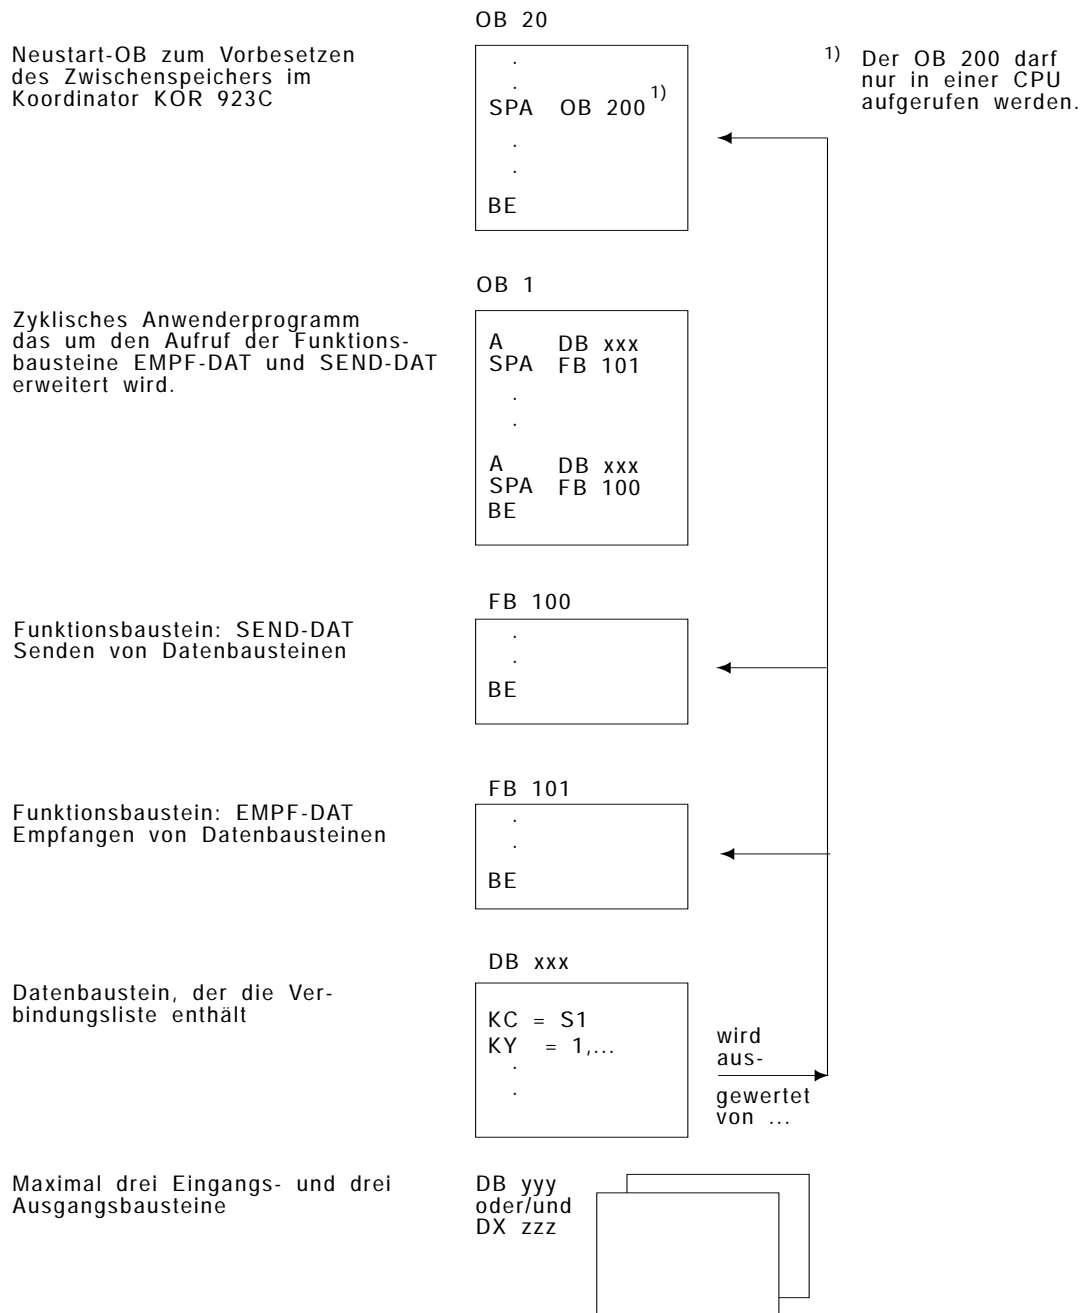 OB 20
Neustart-OB zum Vorbesetzen
des Zwischenspeichers im
Koordinator KOR 923C
.
.
SPA OB 200 1)
.
.
BE
1) Der OB 200 darf
nur in einer CPU
aufgerufen werden.
OB 1
Zyklisches Anwenderprogramm
das um den Aufruf der Funktions-
bausteine EMPF-DAT und SEND-DAT
erweitert wird.
A DB xxx
SPA FB 101
.
.
A DB xxx
SPA FB 100
BE
FB 100
Funktionsbaustein: SEND-DAT
Senden von Datenbausteinen
.
.
BE
FB 101
Funktionsbaustein: EMPF-DAT
Empfangen von Datenbausteinen
.
.
BE
DB xxx
Datenbaustein, der die Ver-
bindungsliste enthält
KC = S1
KY = 1,...
.
.
wird
aus-
gewertet
von ...
Maximal drei Eingangs- und drei
Ausgangsbausteine
DB yyy
oder/und
DX zzz